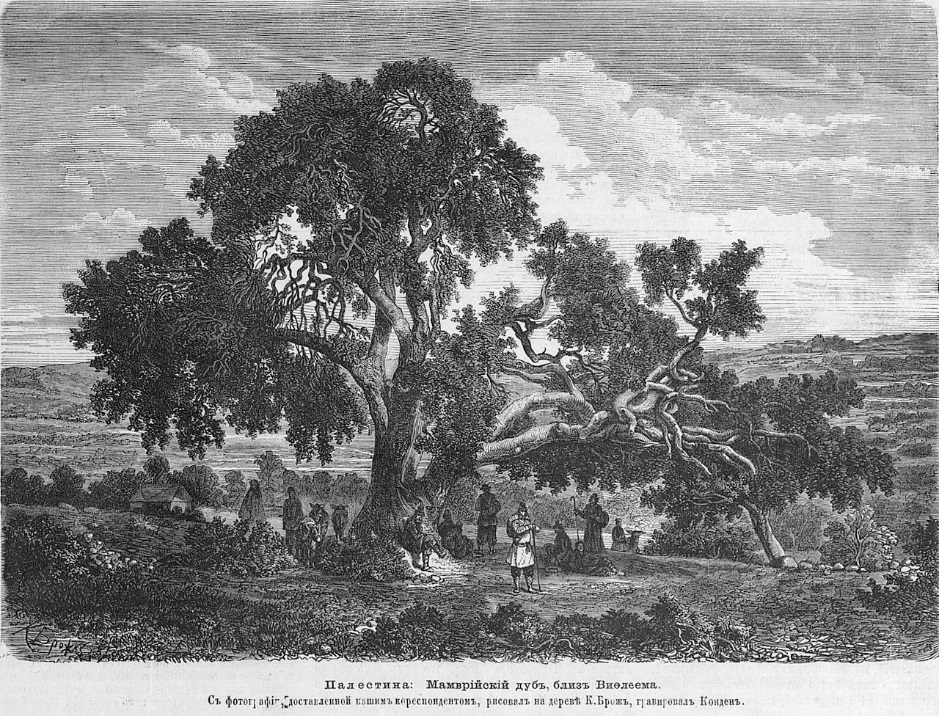 Палестина: Мамврійскій дубъ, близъ Виѳлеема.
Съ фотографіи, доставленной нашимъ кореспондентомъ, рисовалъ на деревѣ К. Брожъ, гравировалъ Конденъ.